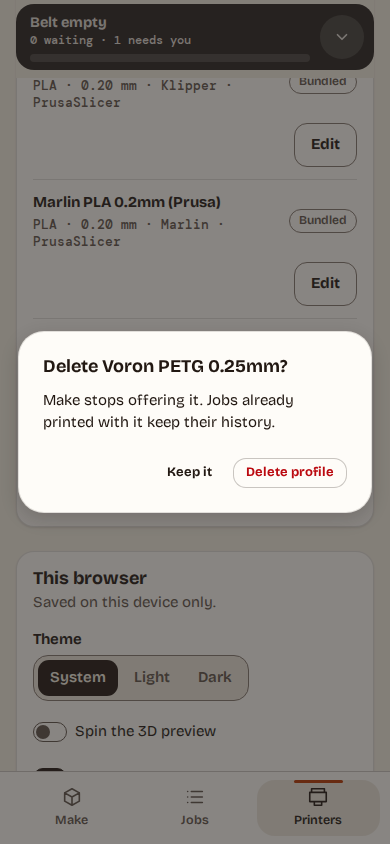 Belt empty
0 waiting · 1 needs you
PLA · 0.20 mm · Klipper ·
PrusaSlicer
Bundled
Edit
Marlin PLA 0.2mm (Prusa)
PLA · 0.20 mm · Marlin ·
PrusaSlicer
Bundled
Edit
Delete Voron PETG 0.25mm?
Make stops offering it. Jobs already
printed with it keep their history.
Keep it Delete profile
This browser
Saved on this device only.
Theme
System Light Dark
Spin the 3D preview
Make Jobs Printers